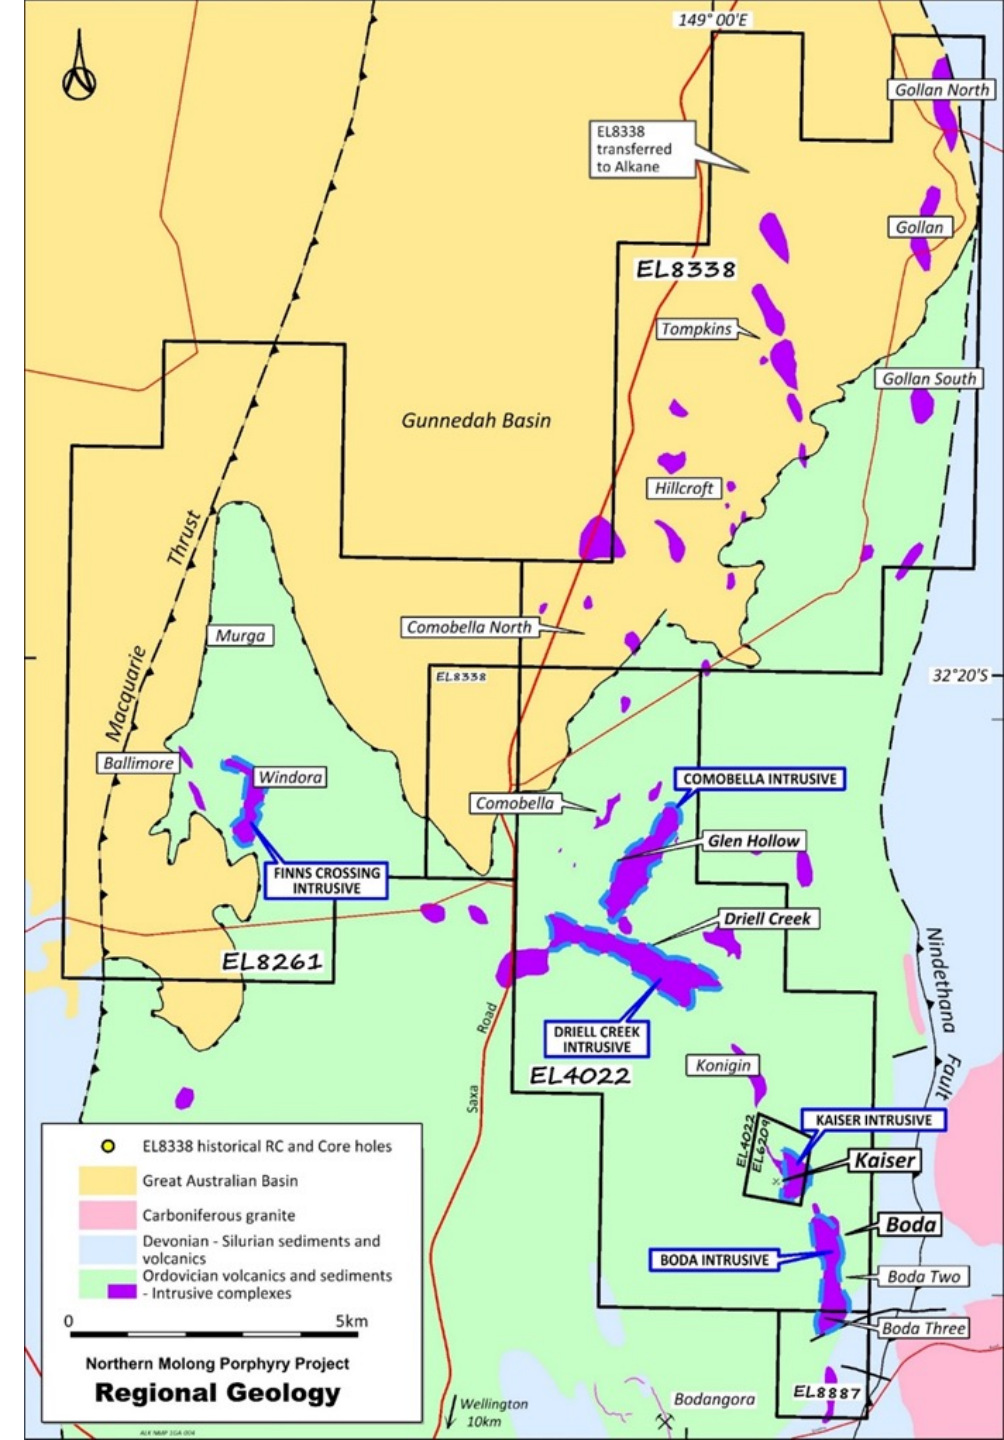 149° 00'E
Gollan North
EL8338
transferred
to Alkane
Gollan
EL8338
Tompkins
Gollan South
Gunnedah Basin
Hillcroft
Thrust
Murga
Comobella North
EL8338
32°20'S
Macquarie
Ballimore
Windora
COMOBELLA INTRUSIVE
Comobella
Glen Hollow
FINNS CROSSING
INTRUSIVE
Driell Creek
EL8261
Nindethana
Fault
Road
Saxa
DRIELL CREEK
INTRUSIVE
EL4022
Konigin
KAISER INTRUSIVE
EL4022
EL6209
Kaiser
Boda
BODA INTRUSIVE
Boda Two
Boda Three
EL8887
Bodangora
Wellington
10km
EL8338 historical RC and Core holes
Great Australian Basin
Carboniferous granite
Devonian - Silurian sediments and
volcanics
Ordovician volcanics and sediments
- Intrusive complexes
0 5km
Northern Molong Porphyry Project
Regional Geology